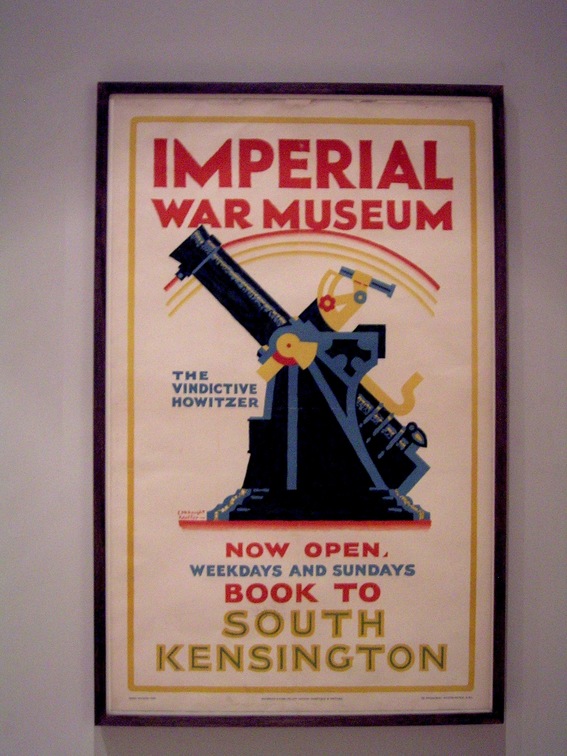 IMPERIAL
WAR MUSEUM
THE
VINDICTIVE
HOWITZER
NOW OPEN.
WEEKDAYS AND SUNDAYS
BOOK TO
SOUTH
KENSINGTON